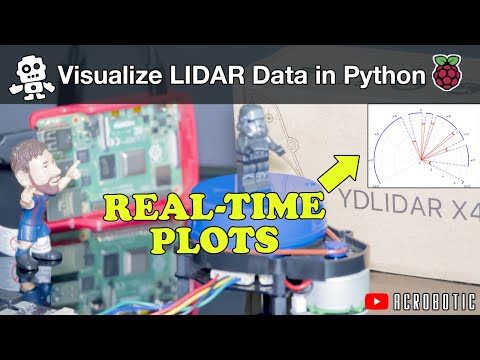 Visualize LIDAR Data in Python
REAL-TIME
PLOTS
YDLIDAR X4
ACROBOTIC